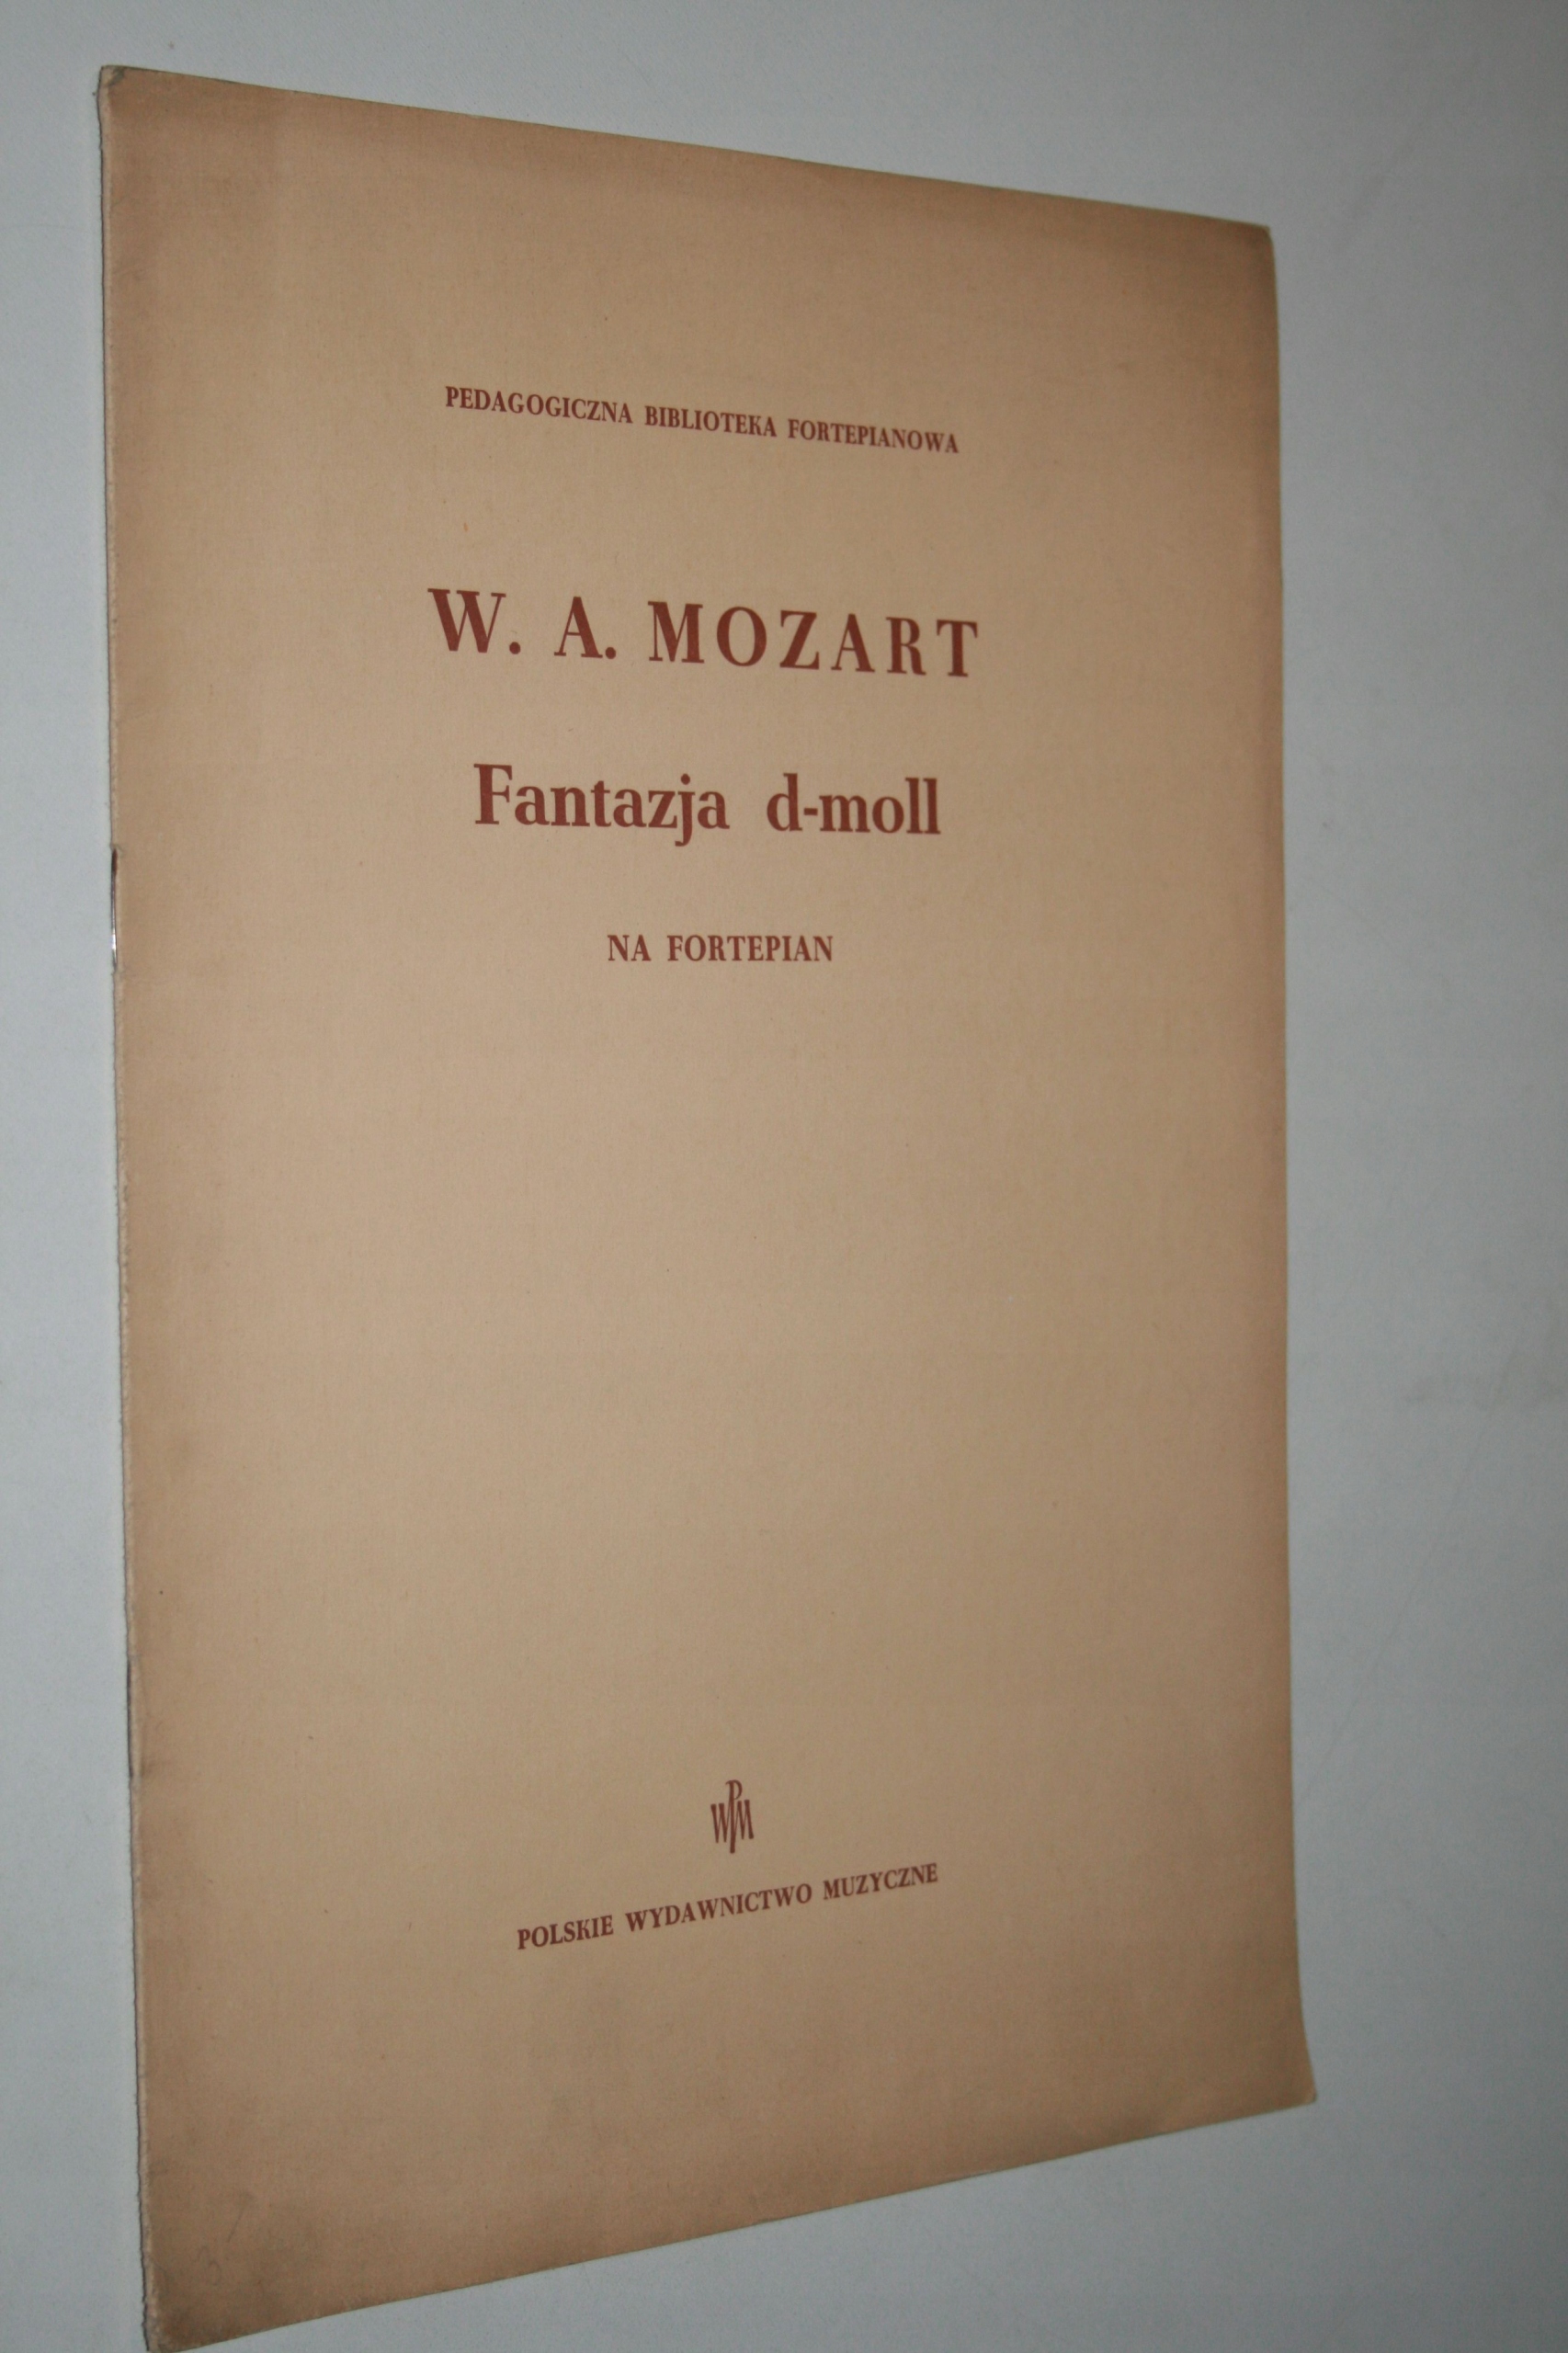 PEDAGOGICZNA BIBLIOTEKA FORTEPIANOWA
W. A. MOZART
Fantazja d-moll
NA FORTEPIAN
PWM
POLSKIE WYDAWNICTWO MUZYCZNE